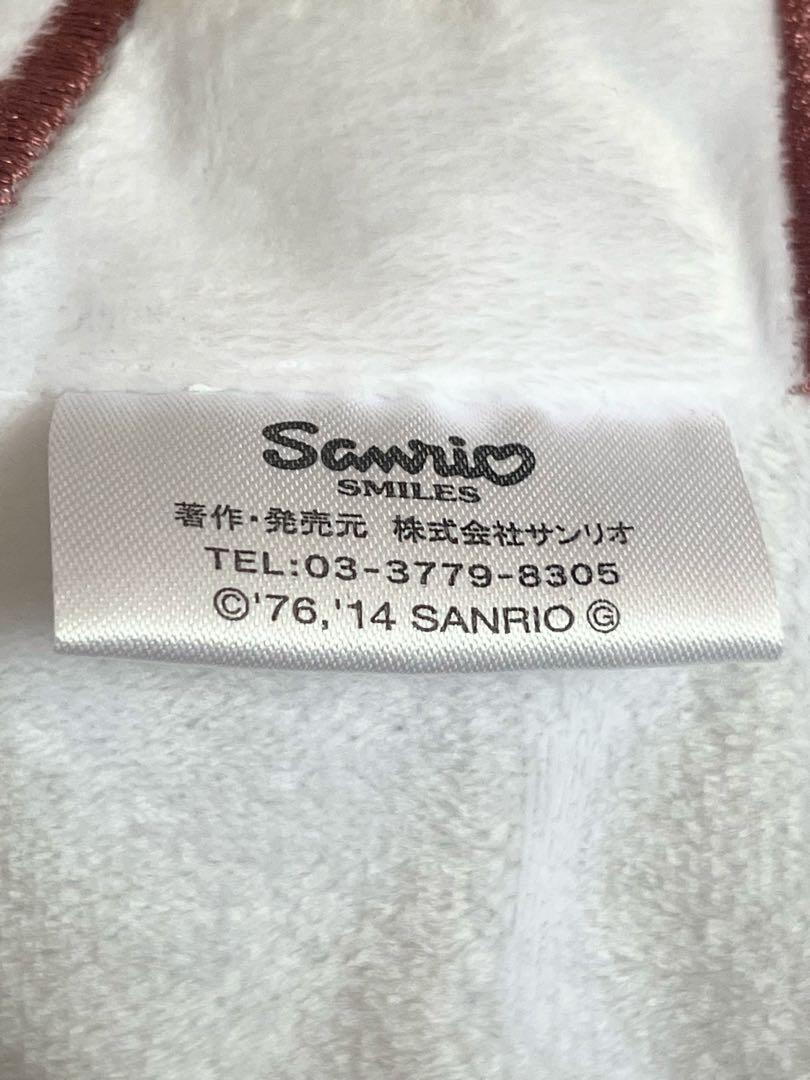 Sanrio
SMILES
著作・発売元 株式会社サンリオ
TEL:03-3779-8305
©'76,'14 SANRIO Ⓖ